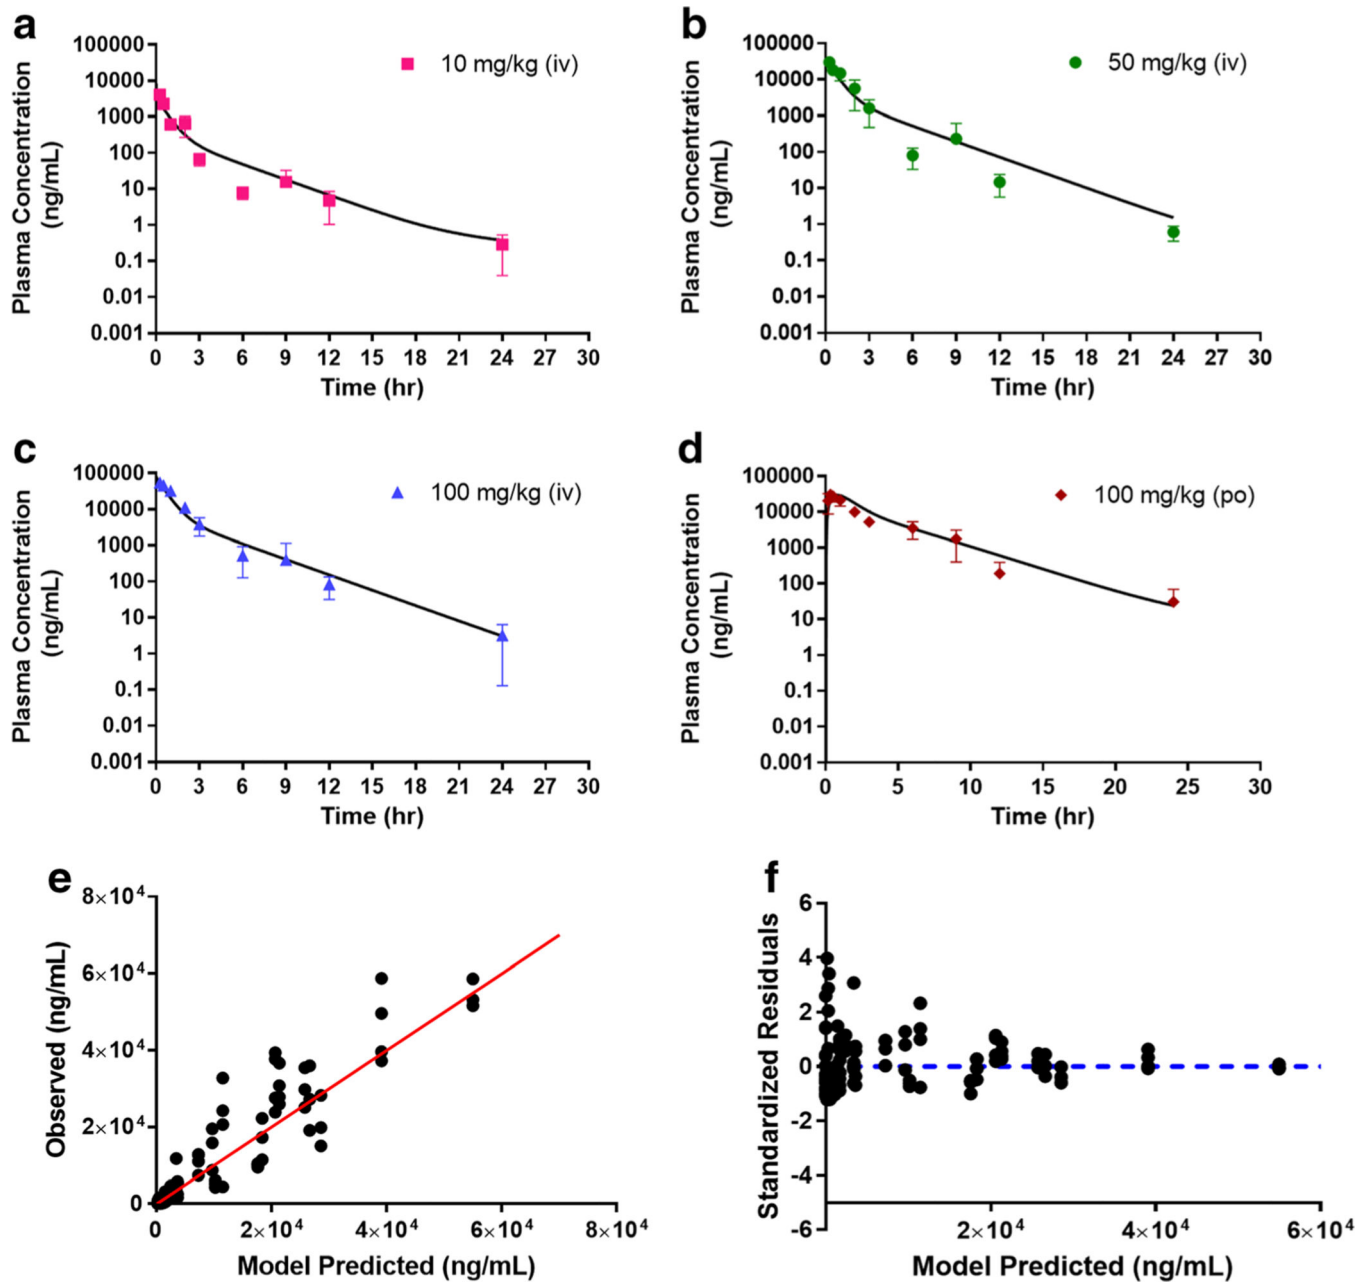 a
100000
10000
1000
100
10
1
0.1
0.01
0.001
Plasma Concentration
(ng/mL)
10 mg/kg (iv)
0 3 6 9 12 15 18 21 24 27 30
Time (hr)
b
100000
10000
1000
100
10
1
0.1
0.01
0.001
Plasma Concentration
(ng/mL)
50 mg/kg (iv)
0 3 6 9 12 15 18 21 24 27 30
Time (hr)
c
100000
10000
1000
100
10
1
0.1
0.01
0.001
Plasma Concentration
(ng/mL)
100 mg/kg (iv)
0 3 6 9 12 15 18 21 24 27 30
Time (hr)
d
100000
10000
1000
100
10
1
0.1
0.01
0.001
Plasma Concentration
(ng/mL)
100 mg/kg (po)
0 5 10 15 20 25 30
Time (hr)
e
8×10⁴
6×10⁴
4×10⁴
2×10⁴
0
Observed (ng/mL)
0 2×10⁴ 4×10⁴ 6×10⁴ 8×10⁴
Model Predicted (ng/mL)
f
6
4
2
0
-2
-4
-6
Standardized Residuals
2×10⁴ 4×10⁴ 6×10⁴
Model Predicted (ng/mL)